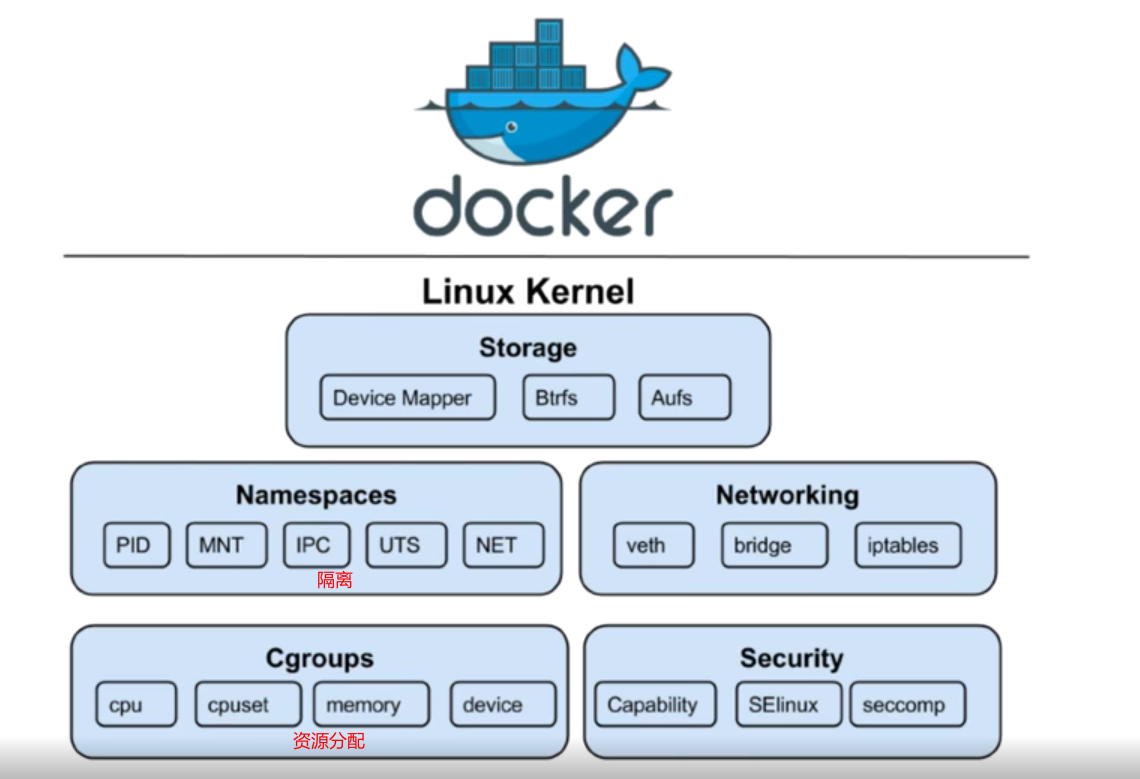 docker
Linux Kernel
Storage
Device Mapper Btrfs Aufs
Namespaces
PID MNT IPC UTS NET
隔离
Networking
veth bridge iptables
Cgroups
cpu cpuset memory device
资源分配
Security
Capability SElinux seccomp